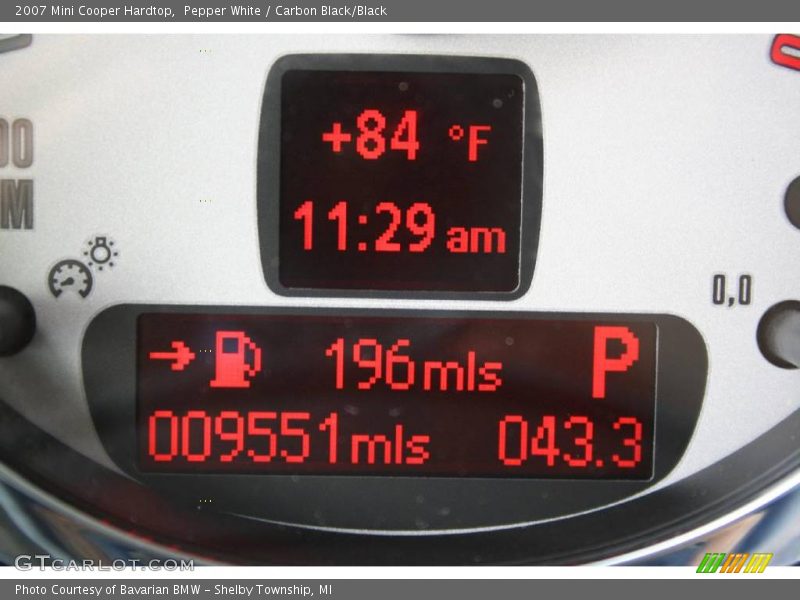 2007 Mini Cooper Hardtop,  Pepper White / Carbon Black/Black
+84 °F
11:29 am
0,0
196 mls P
009551 mls 043.3
GTcarlot.com
Photo Courtesy of Bavarian BMW – Shelby Township, MI